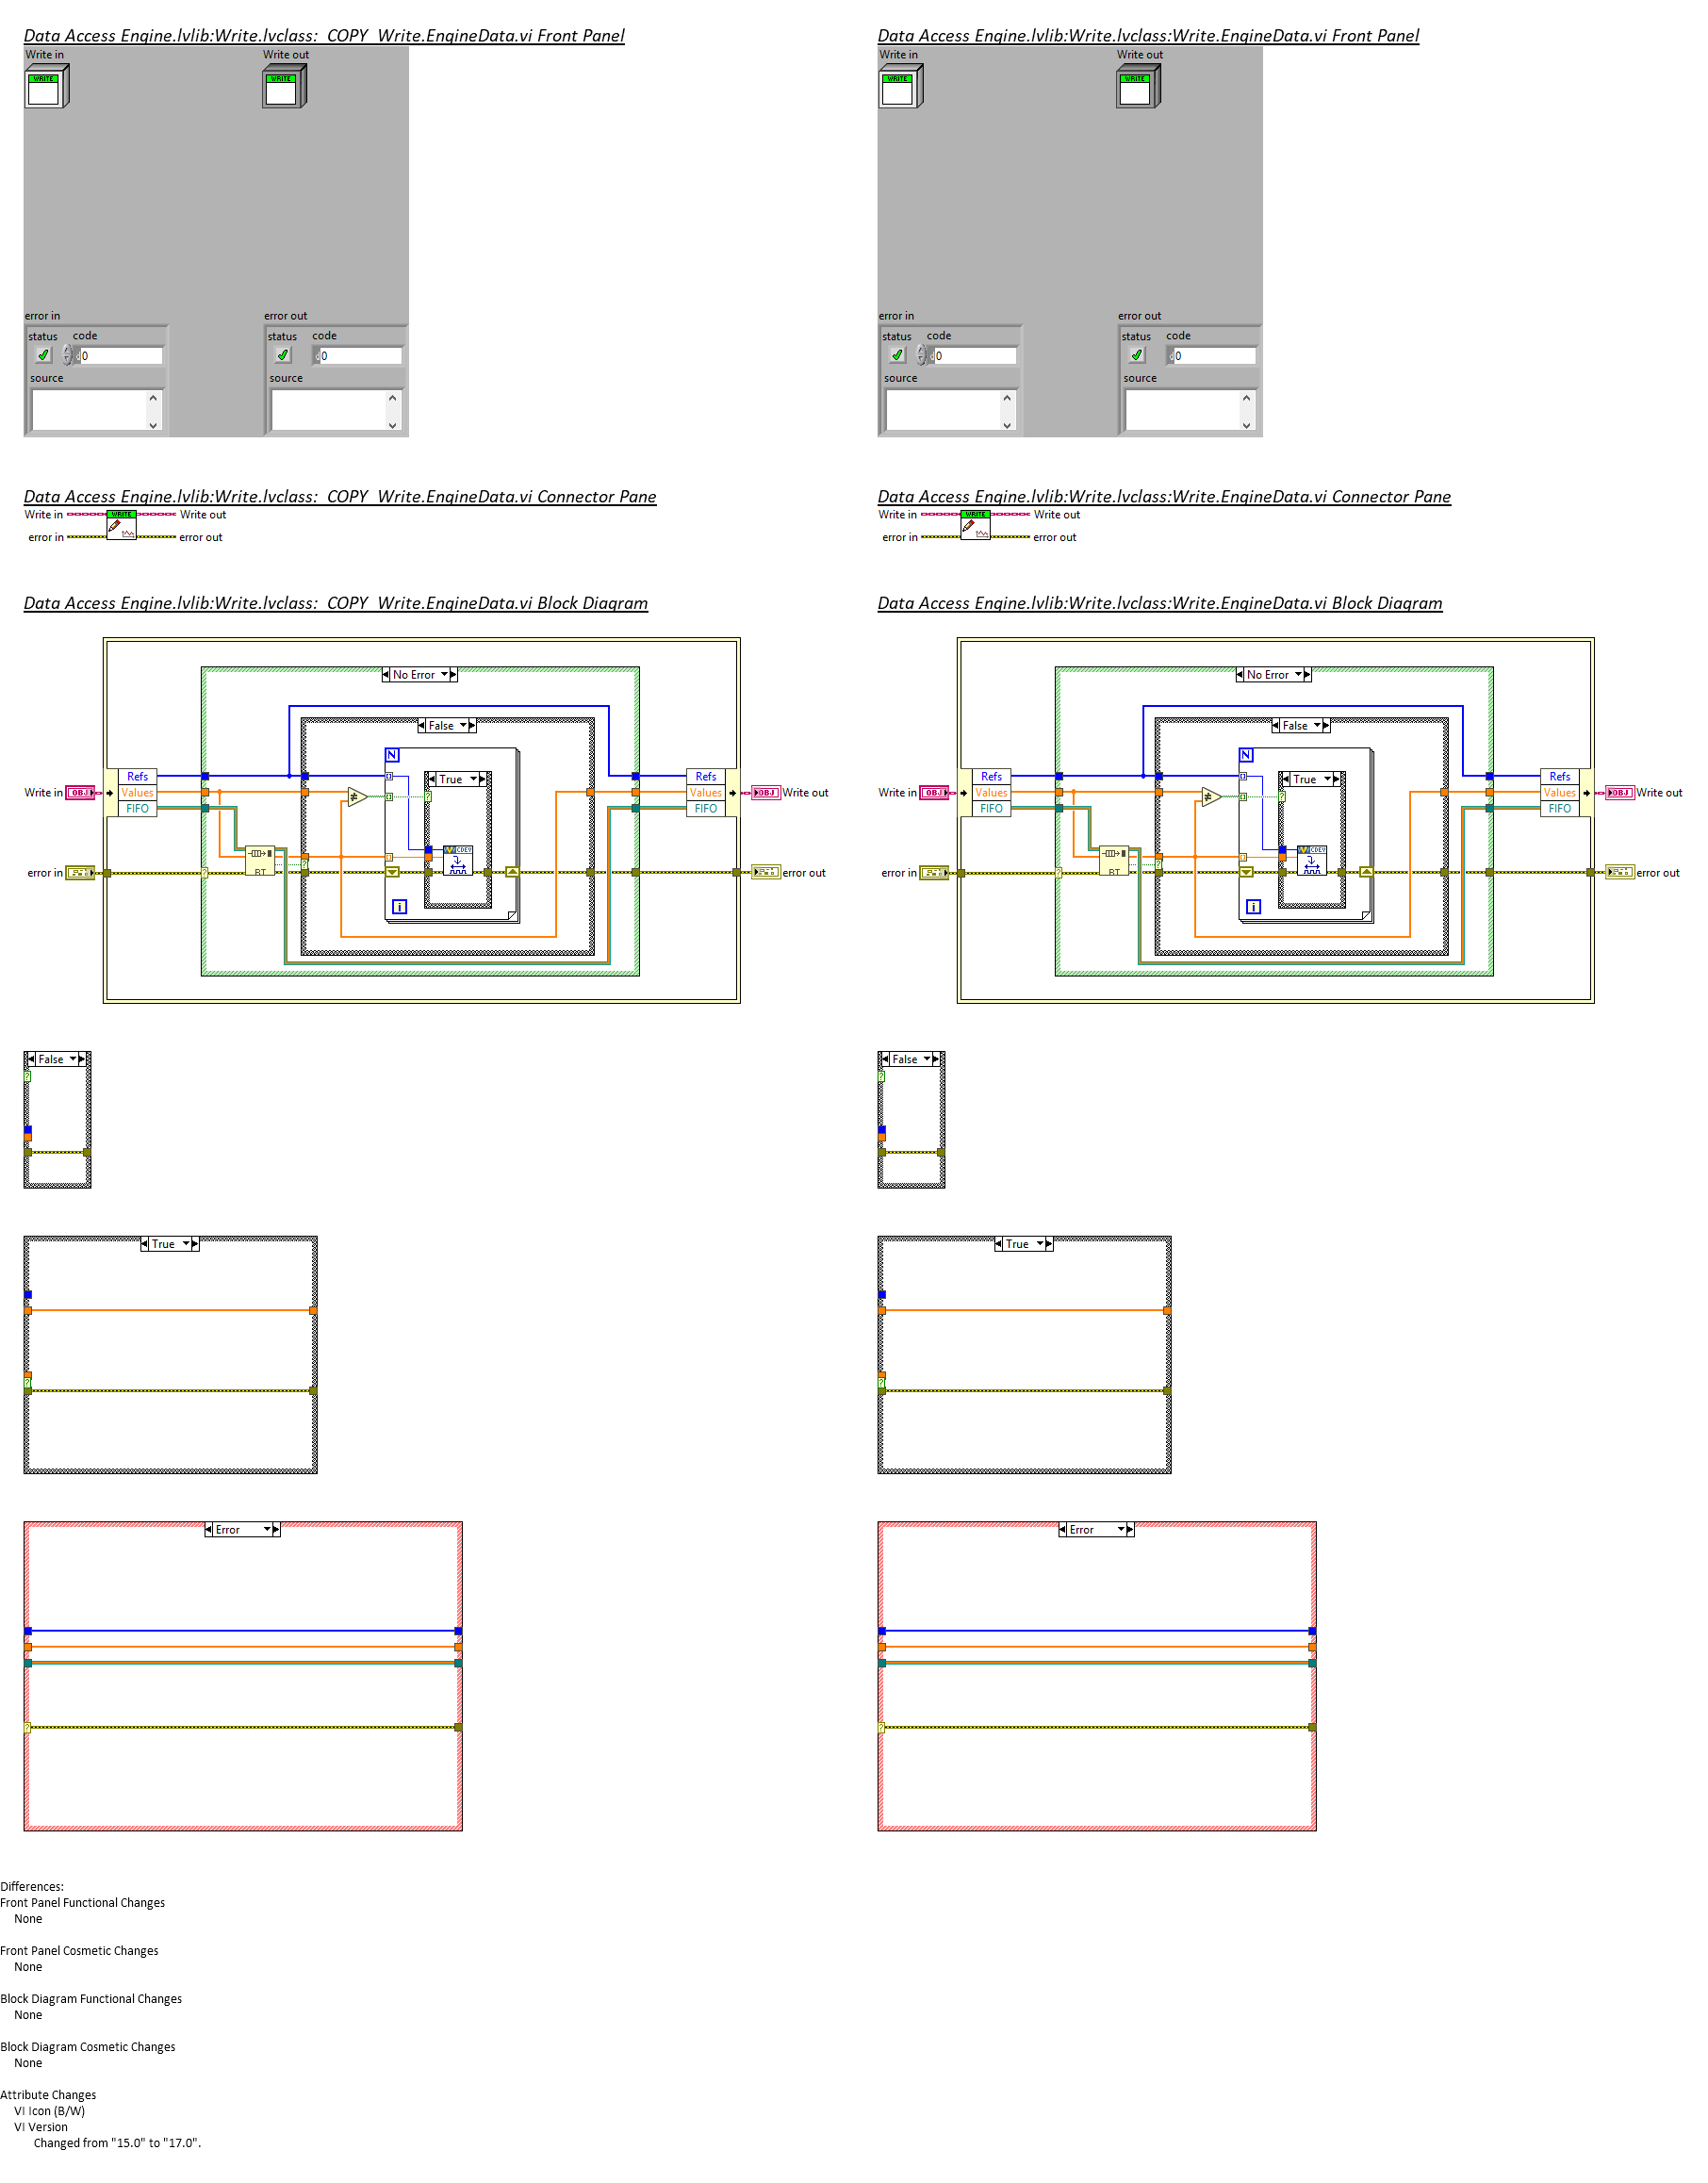 Data Access Engine.lvlib:Write.lvclass:_COPY_Write.EngineData.vi Front Panel
Write in
Write out
WRITE
WRITE
error in
error out
status code
0
source
status code
0
source
Data Access Engine.lvlib:Write.lvclass:Write.EngineData.vi Front Panel
Write in
Write out
WRITE
WRITE
error in
error out
status code
0
source
status code
0
source
Data Access Engine.lvlib:Write.lvclass:_COPY_Write.EngineData.vi Connector Pane
Write in
WRITE
Write out
error in
error out
Data Access Engine.lvlib:Write.lvclass:Write.EngineData.vi Connector Pane
Write in
WRITE
Write out
error in
error out
Data Access Engine.lvlib:Write.lvclass:_COPY_Write.EngineData.vi Block Diagram
No Error
False
N
True
Refs
Values
FIFO
Write in
OBJ
Refs
Values
FIFO
OBJ
Write out
RT
CDEV
error in
error out
i
Data Access Engine.lvlib:Write.lvclass:Write.EngineData.vi Block Diagram
No Error
False
N
True
Refs
Values
FIFO
Write in
OBJ
Refs
Values
FIFO
OBJ
Write out
RT
CDEV
error in
error out
i
False
?
False
?
True
?
True
?
Error
?
Error
?
Differences:
Front Panel Functional Changes
None
Front Panel Cosmetic Changes
None
Block Diagram Functional Changes
None
Block Diagram Cosmetic Changes
None
Attribute Changes
VI Icon (B/W)
VI Version
Changed from "15.0" to "17.0".